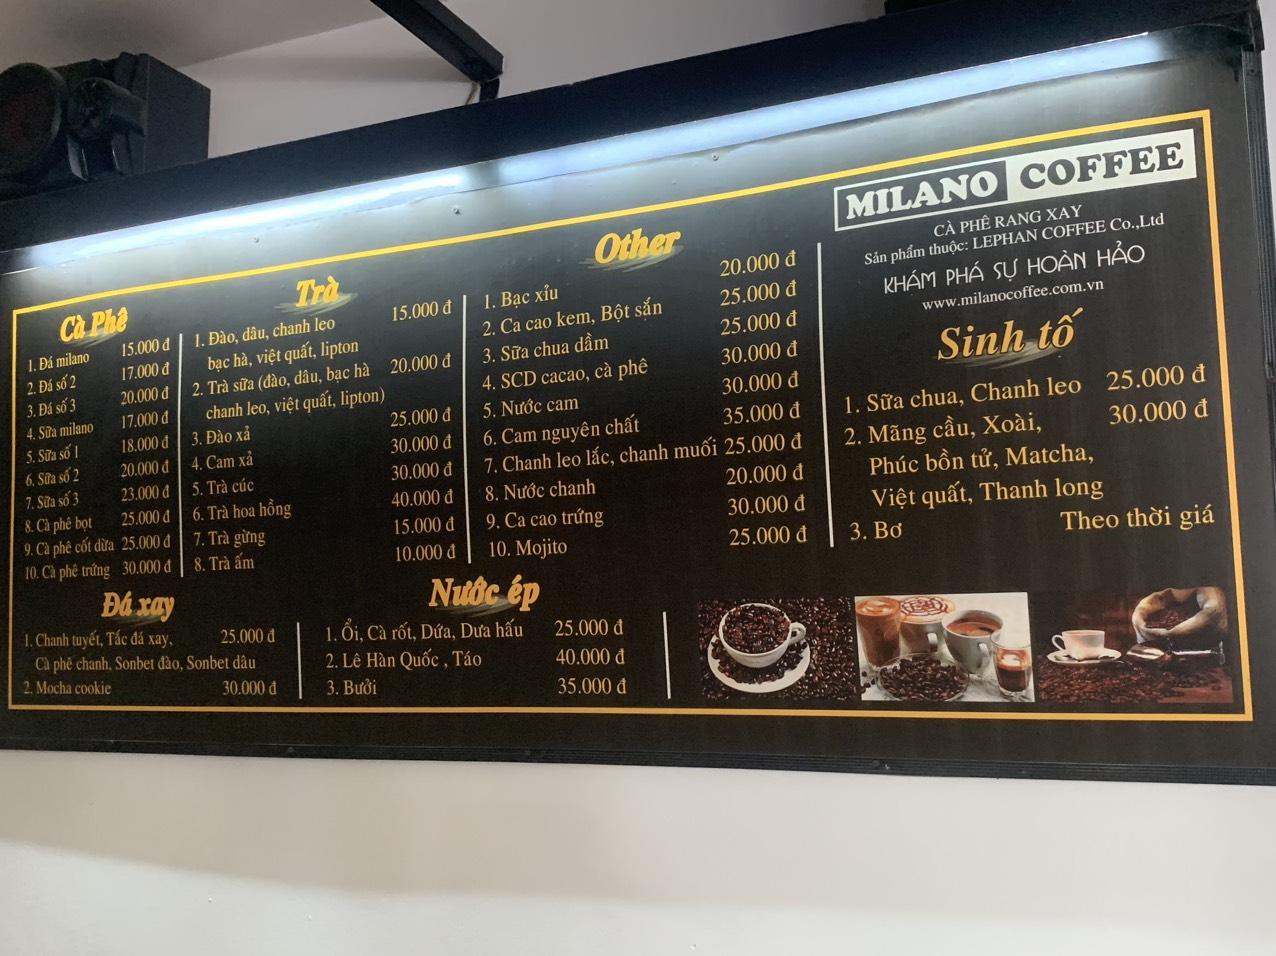 MILANO COFFEE
CÀ PHÊ RANG XAY
Sản phẩm thuộc: LEPHAN COFFEE Co.,Ltd
KHÁM PHÁ SỰ HOÀN HẢO
www.milanocoffee.com.vn
Cà Phê
1. Đá milano 15.000 đ
2. Đá số 2 17.000 đ
3. Đá số 3 20.000 đ
4. Sữa milano 17.000 đ
5. Sữa số 1 18.000 đ
6. Sữa số 2 20.000 đ
7. Sữa số 3 23.000 đ
8. Cà phê bọt 25.000 đ
9. Cà phê cốt dừa 25.000 đ
10. Cà phê trứng 30.000 đ
Trà
1. Đào, dâu, chanh leo 15.000 đ
bạc hà, việt quất, lipton
2. Trà sữa (đào, dâu, bạc hà 20.000 đ
chanh leo, việt quất, lipton)
3. Đào xả 25.000 đ
4. Cam xả 30.000 đ
5. Trà cúc 30.000 đ
6. Trà hoa hồng 40.000 đ
7. Trà gừng 15.000 đ
8. Trà ấm 10.000 đ
Other
1. Bạc xỉu 20.000 đ
2. Ca cao kem, Bột sắn 25.000 đ
3. Sữa chua dầm 25.000 đ
4. SCD cacao, cà phê 30.000 đ
5. Nước cam 30.000 đ
6. Cam nguyên chất 35.000 đ
7. Chanh leo lắc, chanh muối 25.000 đ
8. Nước chanh 20.000 đ
9. Ca cao trứng 30.000 đ
10. Mojito 25.000 đ
Sinh tố
1. Sữa chua, Chanh leo 25.000 đ
2. Mãng cầu, Xoài, 30.000 đ
Phúc bồn tử, Matcha,
Việt quất, Thanh long
3. Bơ Theo thời giá
Đá xay
1. Chanh tuyết, Tắc đá xay, 25.000 đ
Cà phê chanh, Sonbet đào, Sonbet dâu
2. Mocha cookie 30.000 đ
Nước ép
1. Ổi, Cà rốt, Dứa, Dưa hấu 25.000 đ
2. Lê Hàn Quốc , Táo 40.000 đ
3. Bưởi 35.000 đ